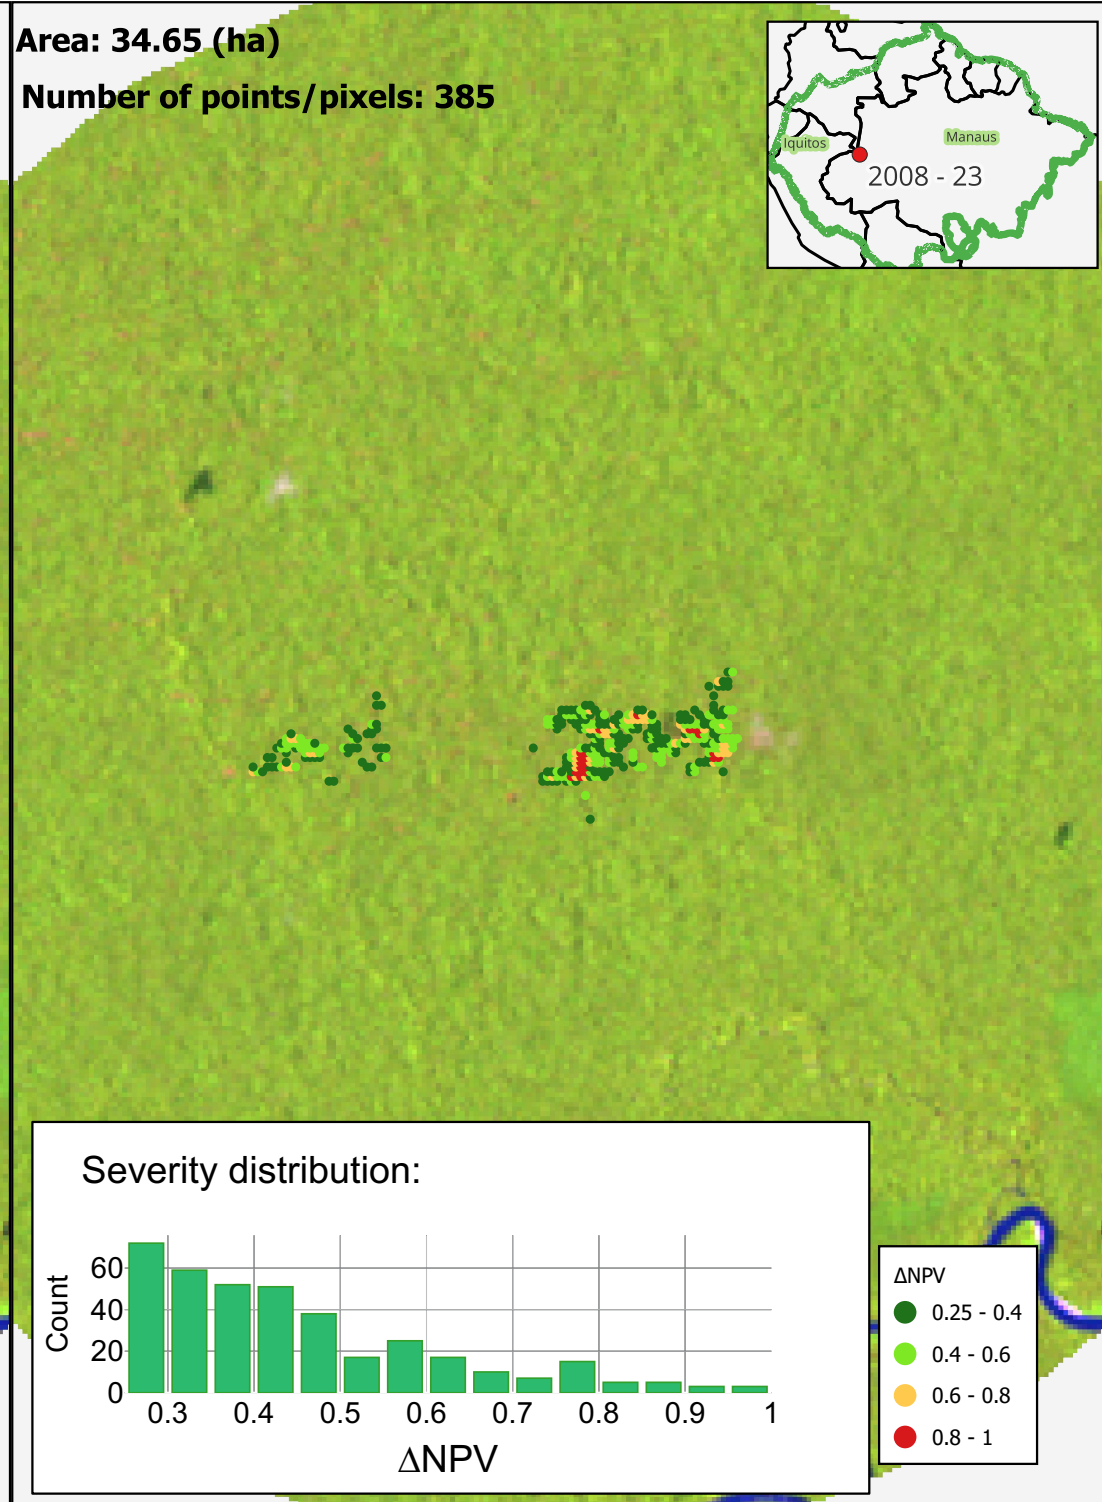 Area: 34.65 (ha)
Number of points/pixels: 385
Iquitos
Manaus
2008 - 23
Severity distribution:
Count
60
40
20
0
0.3 0.4 0.5 0.6 0.7 0.8 0.9 1
ΔNPV
ΔNPV
0.25 - 0.4
0.4 - 0.6
0.6 - 0.8
0.8 - 1